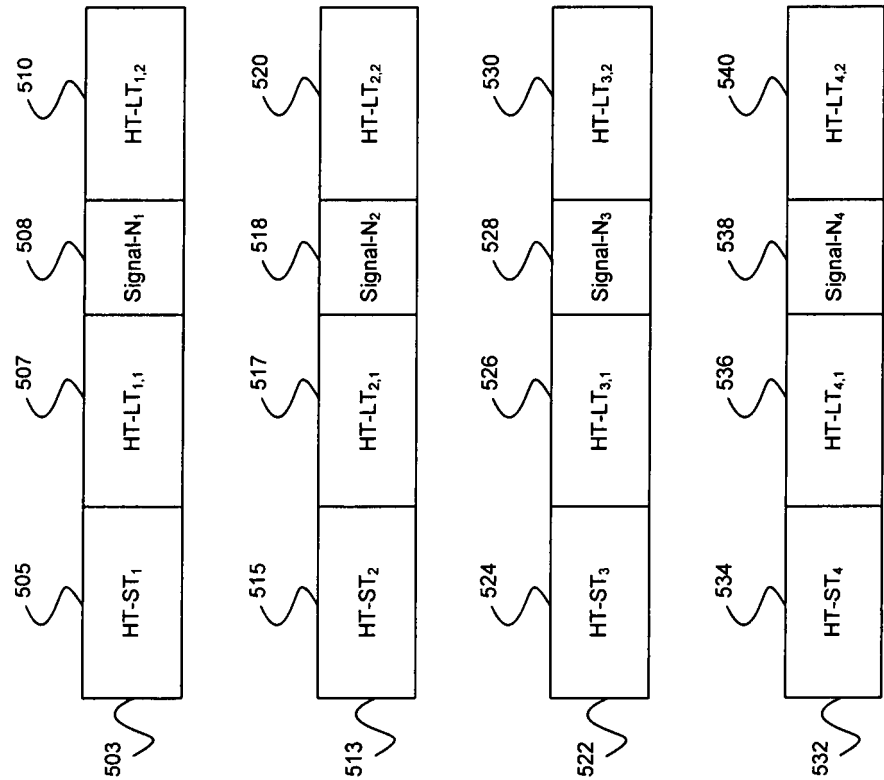 505 507 508 510
503 HT-ST₁ HT-LT₁,₁ Signal-N₁ HT-LT₁,₂
515 517 518 520
513 HT-ST₂ HT-LT₂,₁ Signal-N₂ HT-LT₂,₂
524 526 528 530
522 HT-ST₃ HT-LT₃,₁ Signal-N₃ HT-LT₃,₂
534 536 538 540
532 HT-ST₄ HT-LT₄,₁ Signal-N₄ HT-LT₄,₂